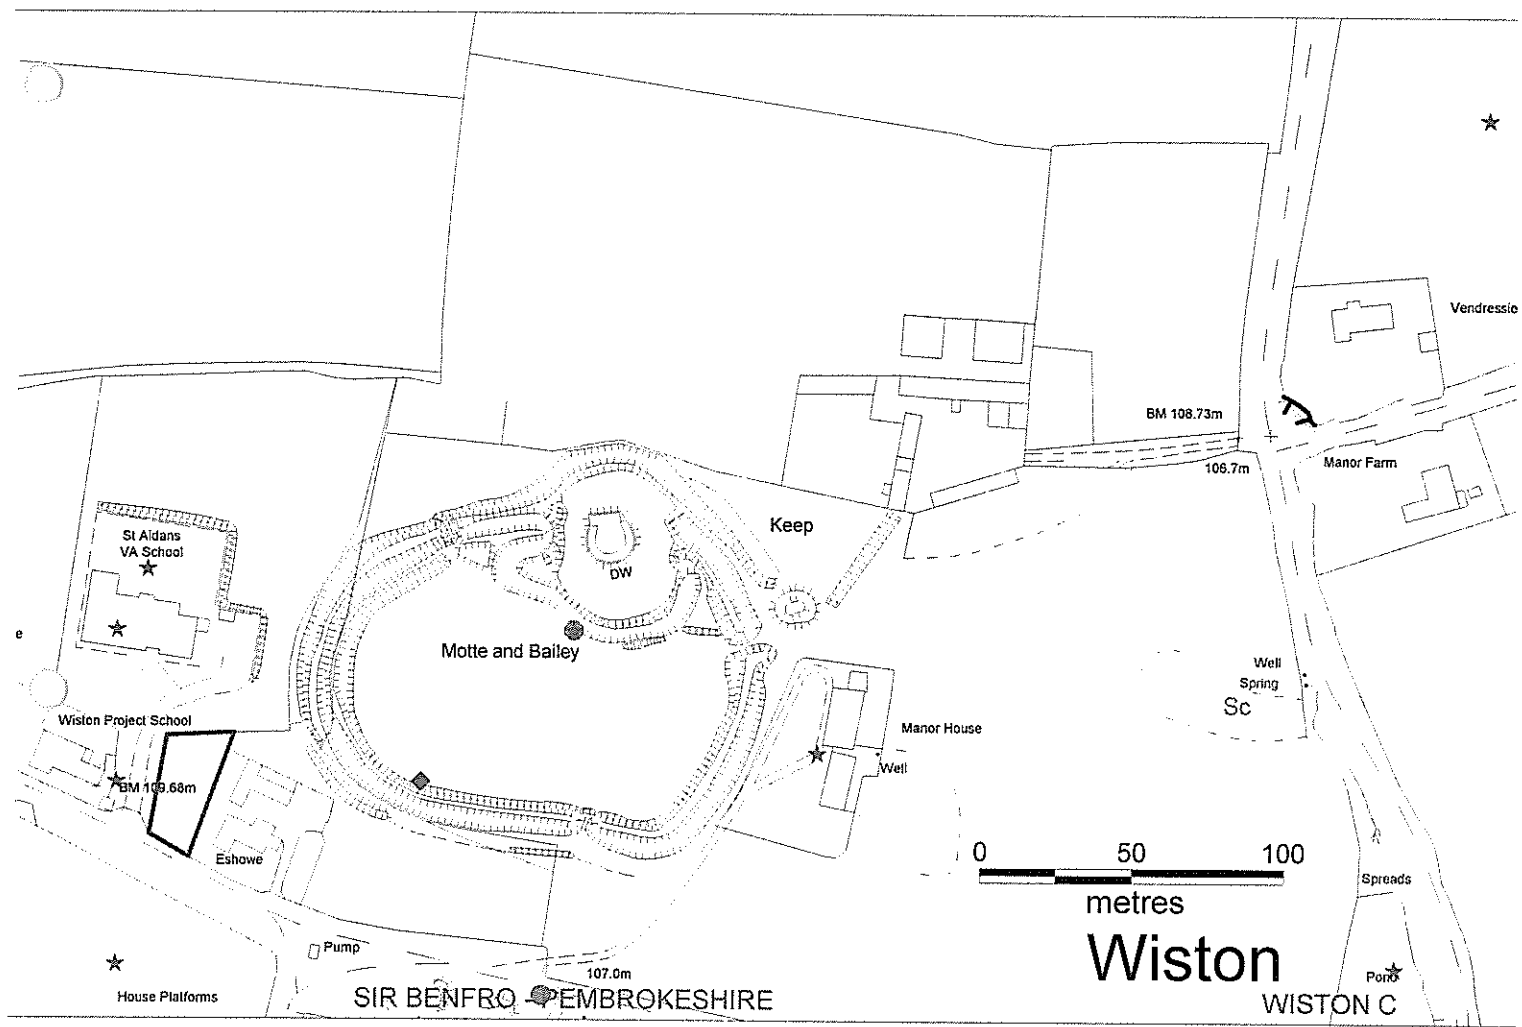 Vendressio
BM 108.73m
106.7m
Manor Farm
Keep
St Aidans
VA School
DW
e
Motte and Bailey
Well
Spring
Sc
Wiston Project School
Manor House
Well
BM 109.68m
Eshowe
0 50 100
metres
Spreads
Wiston
Pump
107.0m
Pond
House Platforms
SIR BENFRO - PEMBROKESHIRE
WISTON C